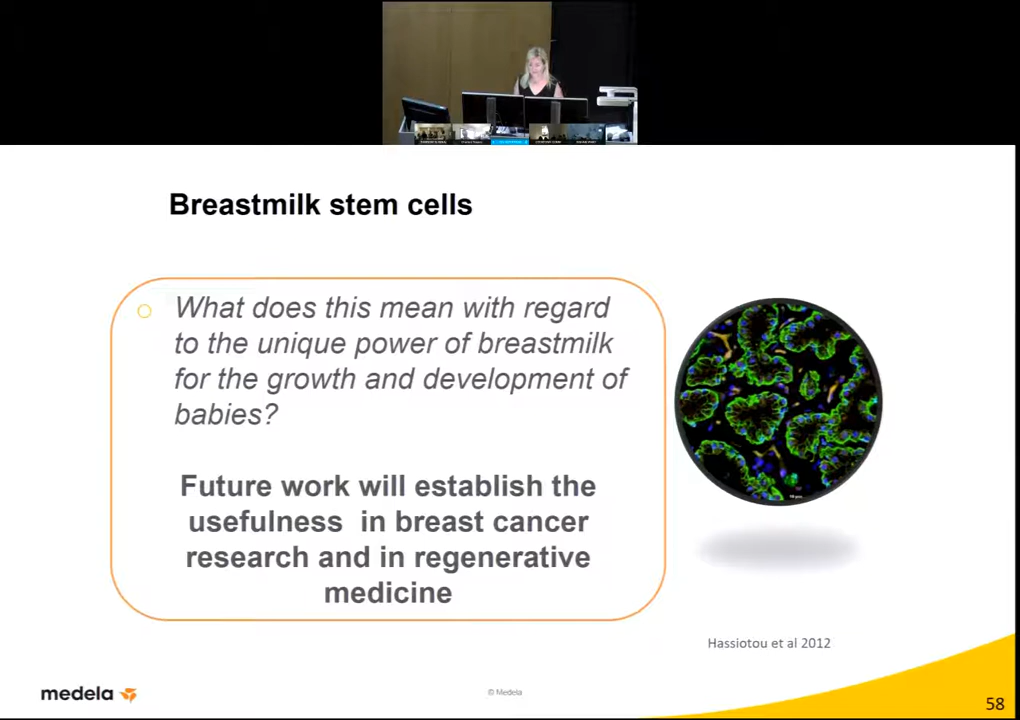 Breastmilk stem cells
What does this mean with regard
to the unique power of breastmilk
for the growth and development of
babies?
Future work will establish the
usefulness in breast cancer
research and in regenerative
medicine
Hassiotou et al 2012
medela
© Medela
58